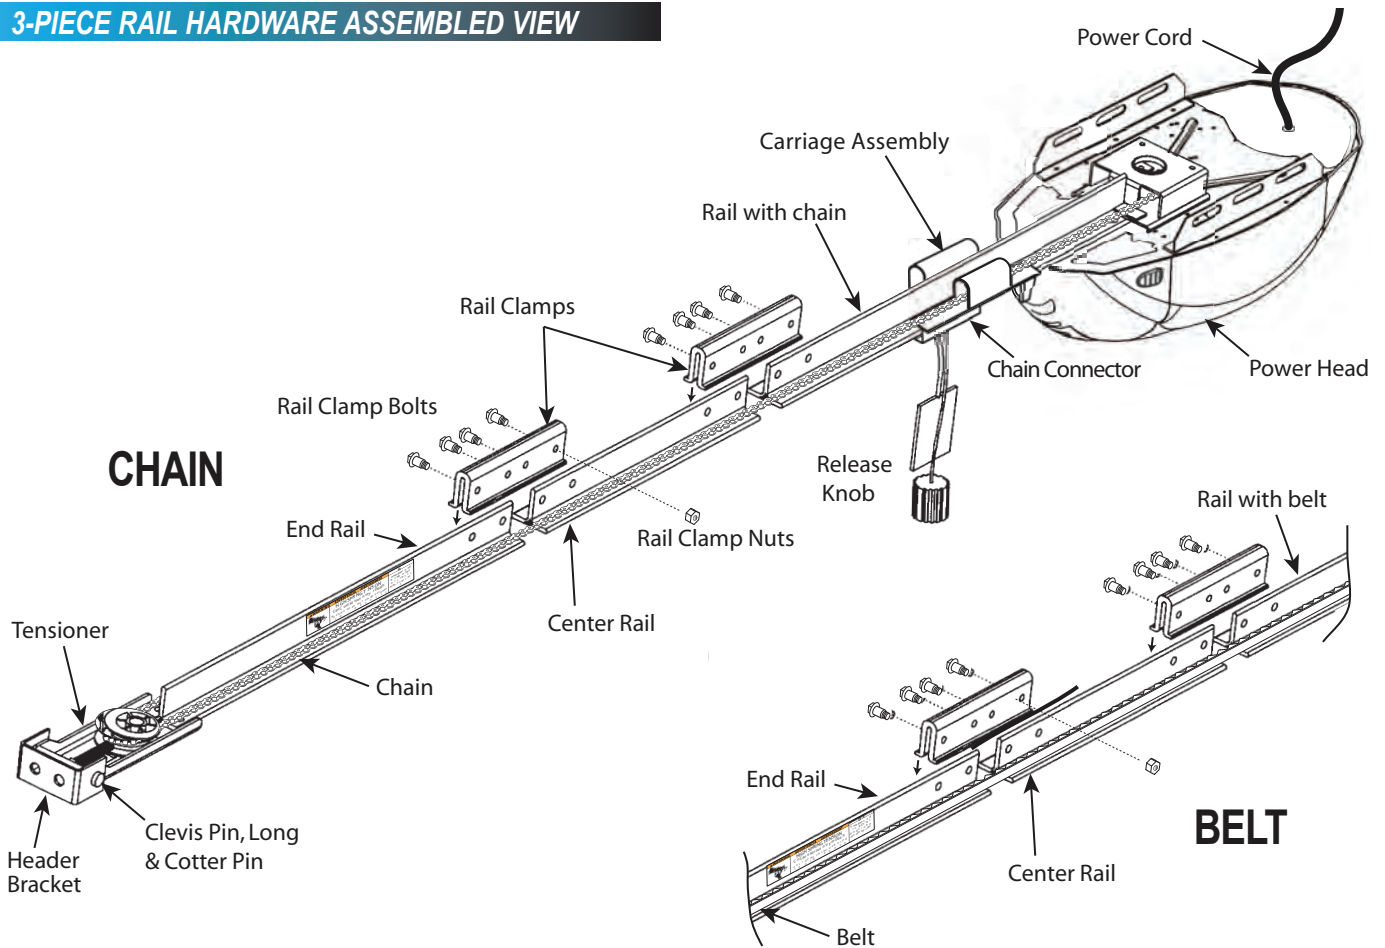 3-PIECE RAIL HARDWARE ASSEMBLED VIEW
Power Cord
Carriage Assembly
Rail with chain
Rail Clamps
Chain Connector
Power Head
Rail Clamp Bolts
CHAIN
Release
Knob
Rail with belt
End Rail
Rail Clamp Nuts
Center Rail
Tensioner
Chain
End Rail
BELT
Clevis Pin, Long
& Cotter Pin
Header
Bracket
Center Rail
Belt